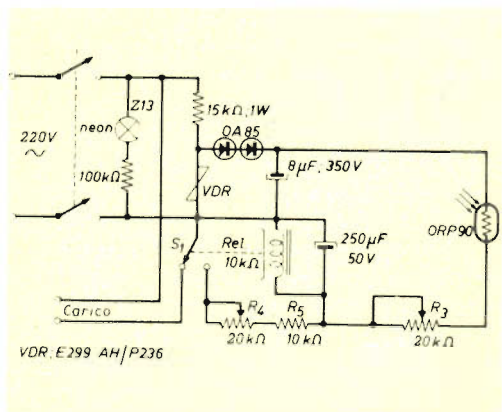 Z13
15kΩ, 1W
OA85
neon
220V
~
100kΩ
VDR
8µF, 350V
ORP90
S1
Rel
10kΩ
250µF
50V
Carico
R4
20kΩ
R5
10kΩ
R3
20kΩ
VDR: E299 AH/P236